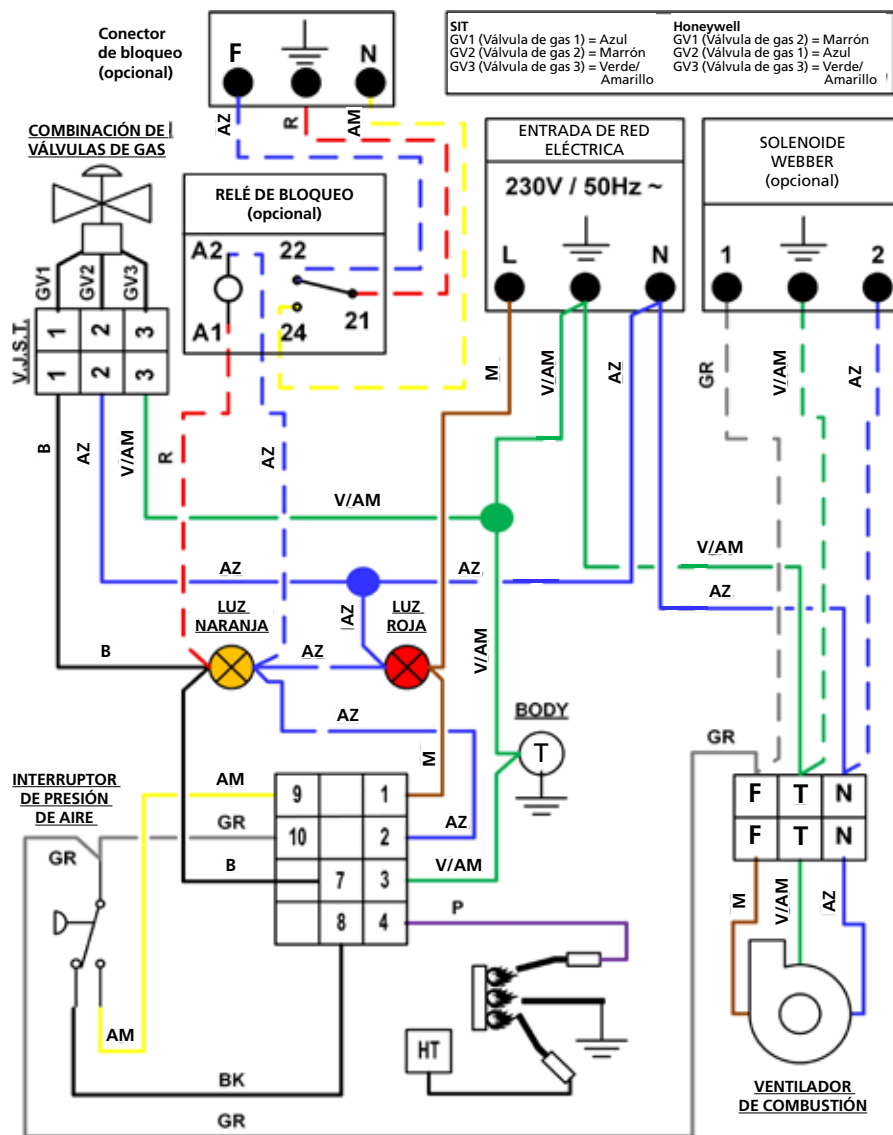 Conector
de bloqueo
(opcional)
F
N
AZ
R
AM
SIT
GV1 (Válvula de gas 1) = Azul
GV2 (Válvula de gas 2) = Marrón
GV3 (Válvula de gas 3) = Verde/
Amarillo
Honeywell
GV1 (Válvula de gas 2) = Marrón
GV2 (Válvula de gas 1) = Azul
GV3 (Válvula de gas 3) = Verde/
Amarillo
COMBINACIÓN DE
VÁLVULAS DE GAS
GV1
GV2
GV3
V.J.S.T.
1
2
3
1
2
3
RELÉ DE BLOQUEO
(opcional)
A2
22
A1
24
21
ENTRADA DE RED
ELÉCTRICA
230V / 50Hz ~
L
N
SOLENOIDE
WEBBER
(opcional)
1
2
B
AZ
V/AM
R
AZ
M
V/AM
AZ
GR
V/AM
AZ
V/AM
V/AM
AZ
AZ
AZ
LUZ
NARANJA
AZ
LUZ
ROJA
B
AZ
V/AM
AZ
M
BODY
T
GR
INTERRUPTOR
DE PRESIÓN
DE AIRE
AM
GR
GR
B
9
1
10
2
7
3
8
4
AZ
V/AM
P
F
T
N
F
T
N
M
V/AM
AZ
AM
HT
BK
GR
VENTILADOR
DE COMBUSTIÓN